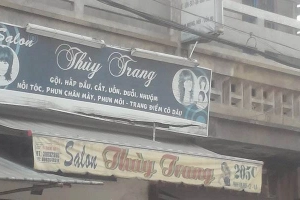 Salon
Thùy Trang
GỘI, HẤP DẦU, CẮT, UỐN, DUỖI, NHUỘM
NỐI TÓC, PHUN CHÂN MÀY, PHUN MÔI - TRANG ĐIỂM CÔ DÂU
Salon Thùy Trang 205C